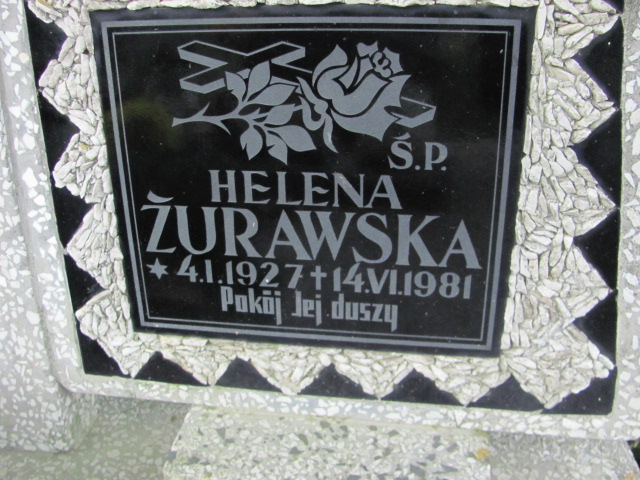 Ś.P.
HELENA
ŻURAWSKA
* 4.I.1927 † 14.VI.1981
Pokój Jej duszy